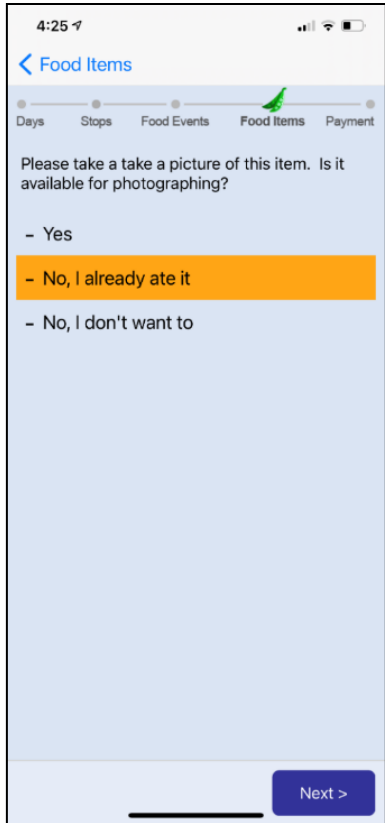 4:25
Food Items
Days Stops Food Events Food Items Payment
Please take a take a picture of this item. Is it
available for photographing?
- Yes
- No, I already ate it
- No, I don't want to
Next >